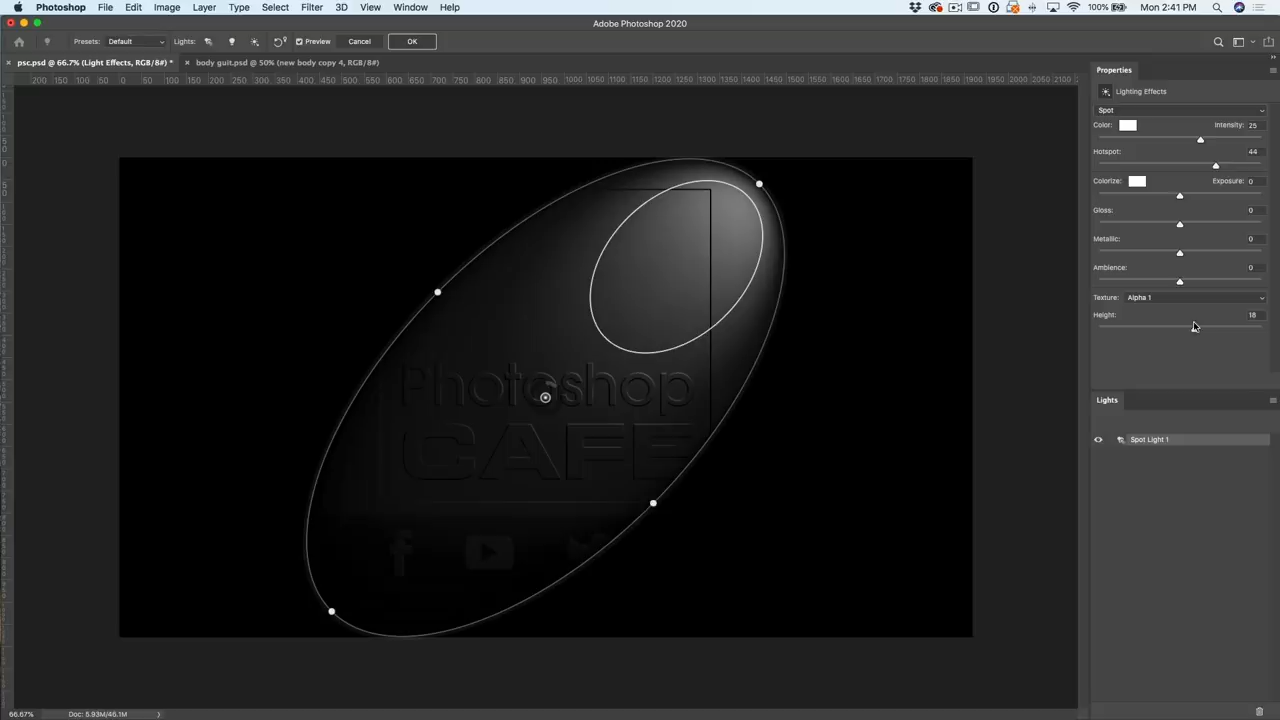 Photoshop File Edit Image Layer Type Select Filter 3D View Window Help 100% Mon 2:41 PM
Adobe Photoshop 2020
Presets: Default Lights: Preview Cancel OK
psc.psd @ 66.7% (Light Effects, RGB/8#) * body guit.psd @ 50% (new body copy 4, RGB/8#)
Properties
Lighting Effects
Spot
Color: Intensity: 25
Hotspot: 44
Colorize: Exposure: 0
Gloss: 0
Metallic: 0
Ambience: 0
Texture: Alpha 1
Height: 18
Photoshop
CAFE
Lights
Spot Light 1
66.67% Doc: 5.93M/46.1M